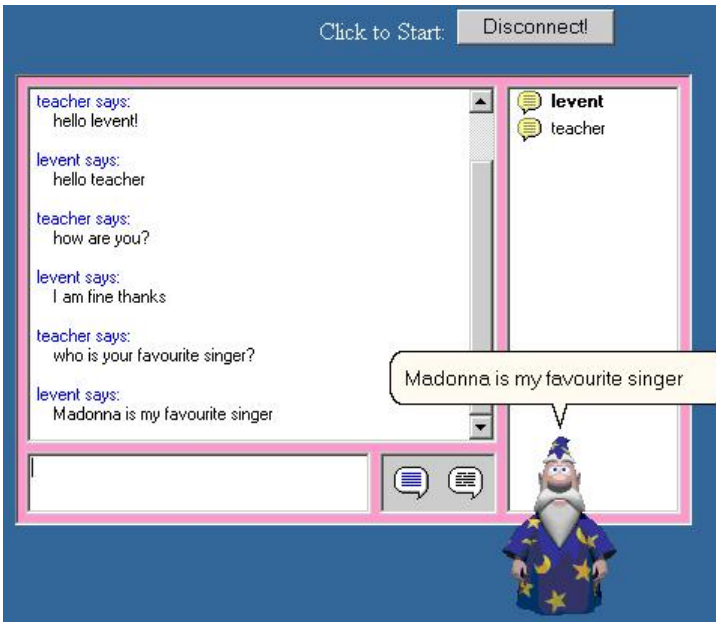 Click to Start:
Disconnect!
teacher says:
hello levent!
levent says:
hello teacher
teacher says:
how are you?
levent says:
I am fine thanks
teacher says:
who is your favourite singer?
levent says:
Madonna is my favourite singer
levent
teacher
Madonna is my favourite singer